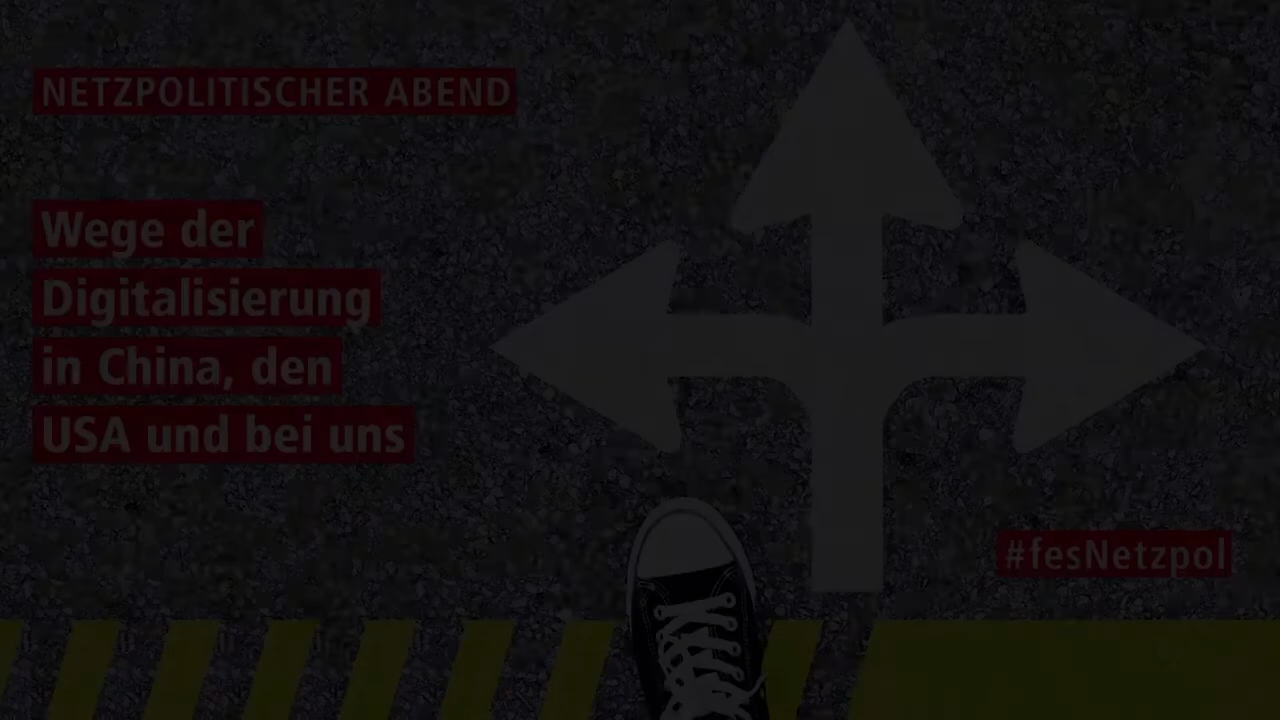 NETZPOLITISCHER ABEND
Wege der
Digitalisierung
in China, den
USA und bei uns
#fesNetzpol